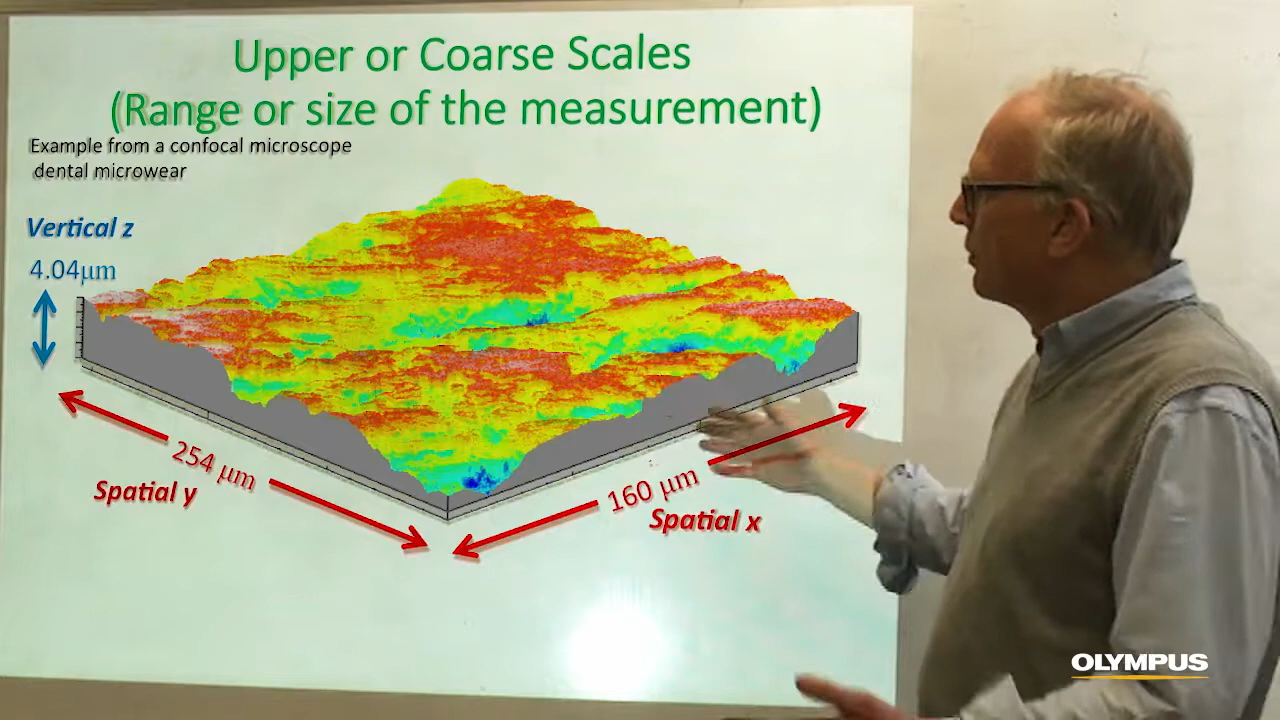 Upper or Coarse Scales
(Range or size of the measurement)
Example from a confocal microscope
dental microwear
Vertical z
4.04μm
254 μm
Spatial y
160 μm
Spatial x
OLYMPUS